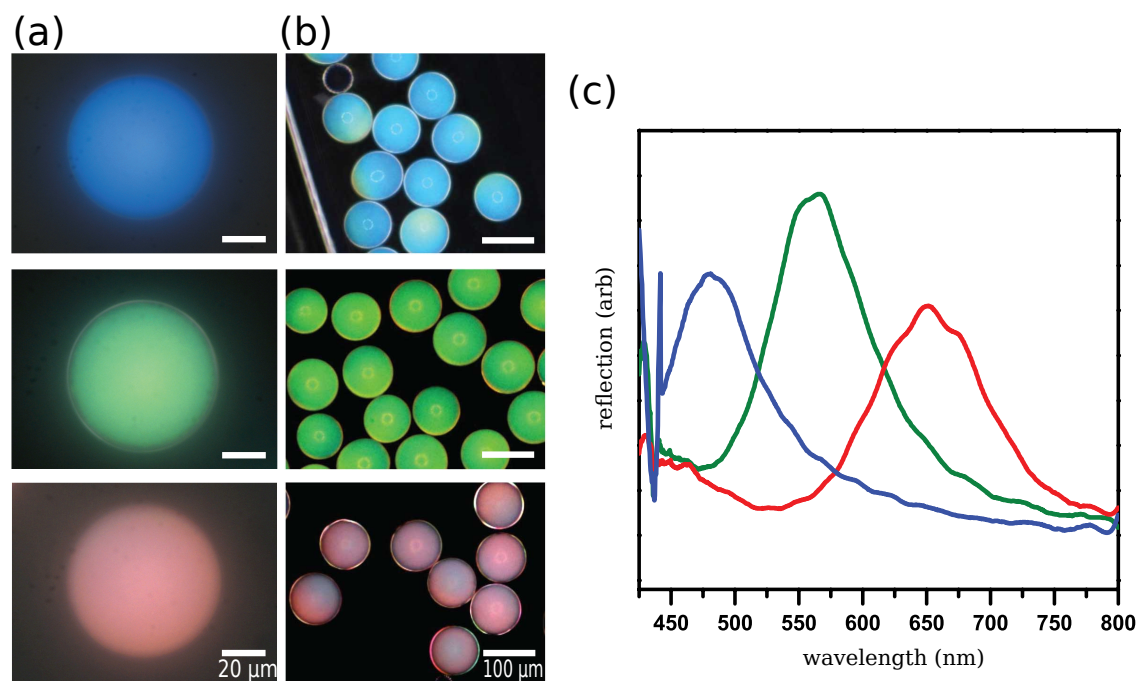 (a)
(b)
(c)
20 μm
100 μm
reflection (arb)
450 500 550 600 650 700 750 800
wavelength (nm)